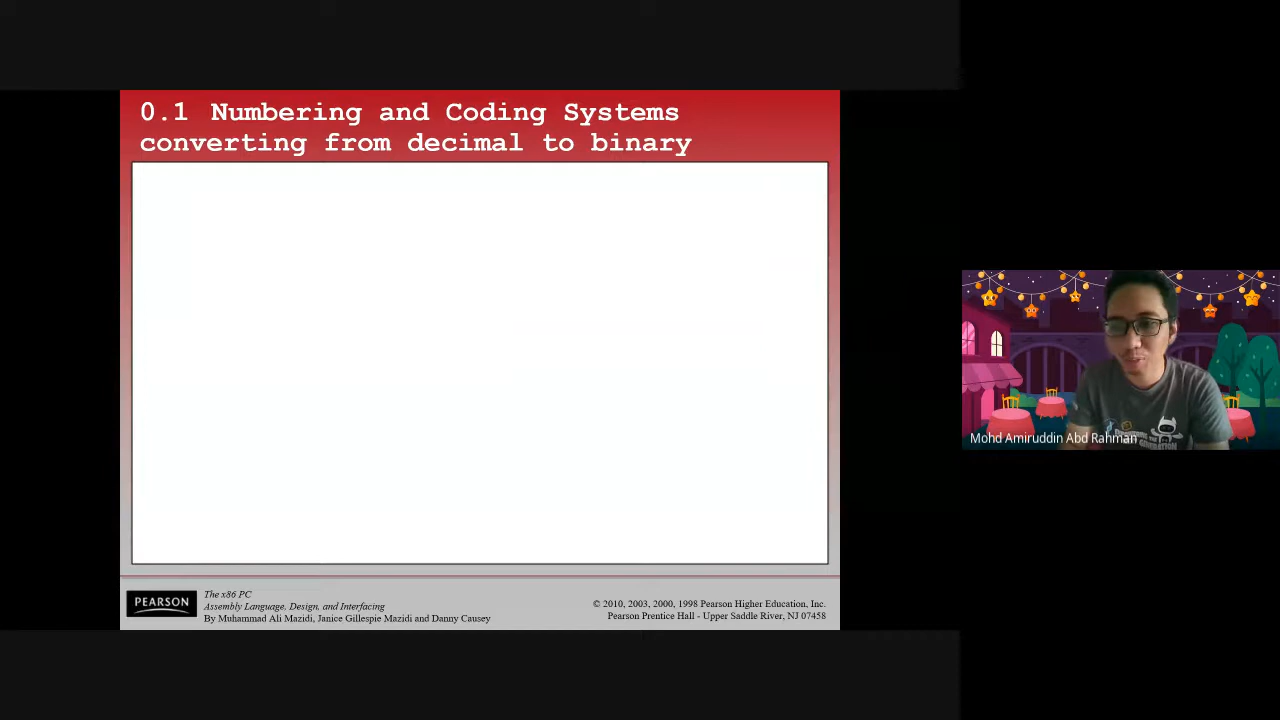 0.1 Numbering and Coding Systems
converting from decimal to binary
PEARSON
The x86 PC
Assembly Language, Design, and Interfacing
By Muhammad Ali Mazidi, Janice Gillespie Mazidi and Danny Causey
© 2010, 2003, 2000, 1998 Pearson Higher Education, Inc.
Pearson Prentice Hall - Upper Saddle River, NJ 07458
Mohd Amiruddin Abd Rahman